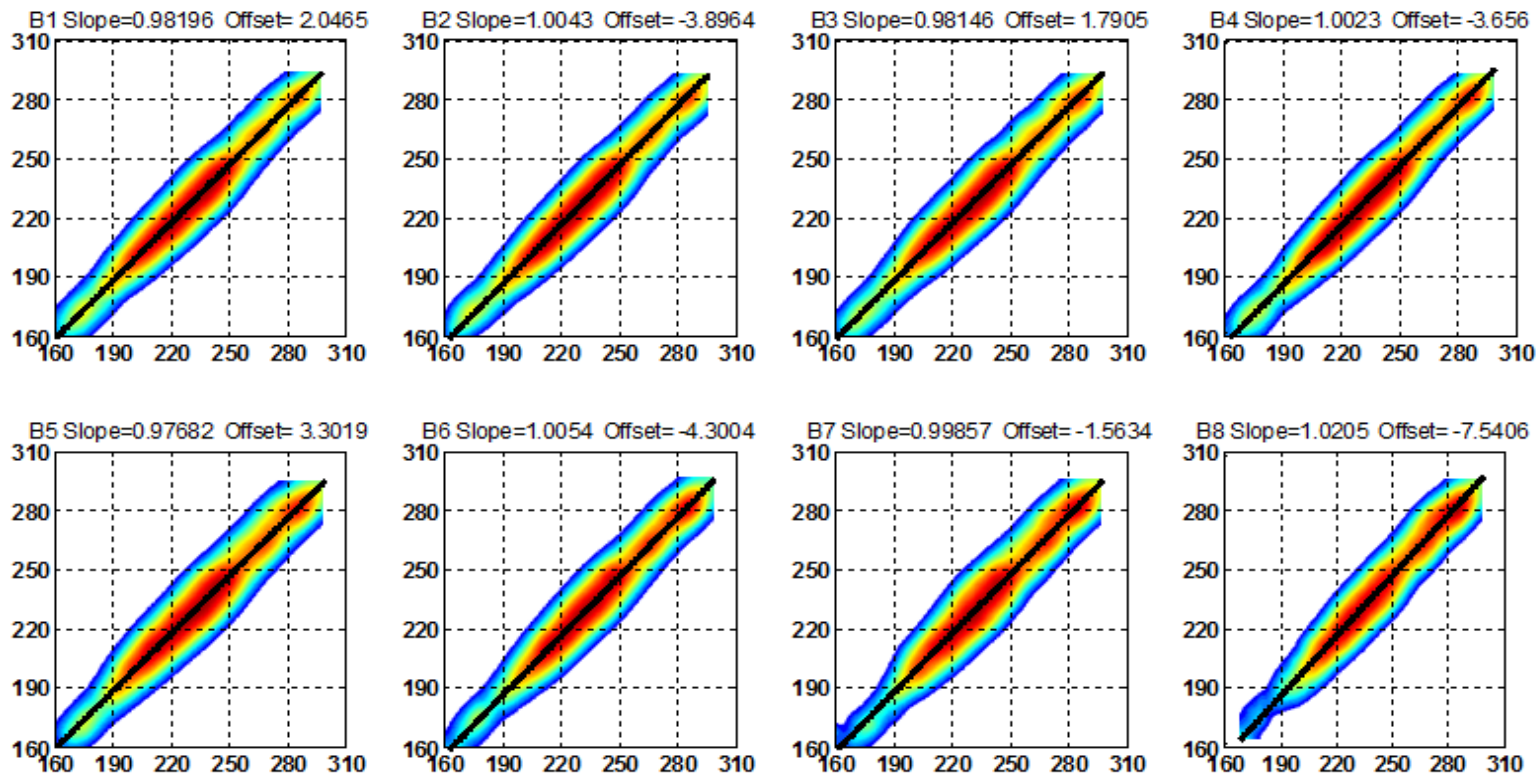 B1 Slope=0.98196 Offset= 2.0465
B2 Slope=1.0043 Offset= -3.8964
B3 Slope=0.98146 Offset= 1.7905
B4 Slope=1.0023 Offset= -3.656
310 310 310 310
280 280 280 280
250 250 250 250
220 220 220 220
190 190 190 190
160 160 160 160
160 190 220 250 280 310 160 190 220 250 280 310 160 190 220 250 280 310 160 190 220 250 280 310
B5 Slope=0.97682 Offset= 3.3019
B6 Slope=1.0054 Offset= -4.3004
B7 Slope=0.99857 Offset= -1.5634
B8 Slope=1.0205 Offset= -7.5406
310 310 310 310
280 280 280 280
250 250 250 250
220 220 220 220
190 190 190 190
160 160 160 160
160 190 220 250 280 310 160 190 220 250 280 310 160 190 220 250 280 310 160 190 220 250 280 310